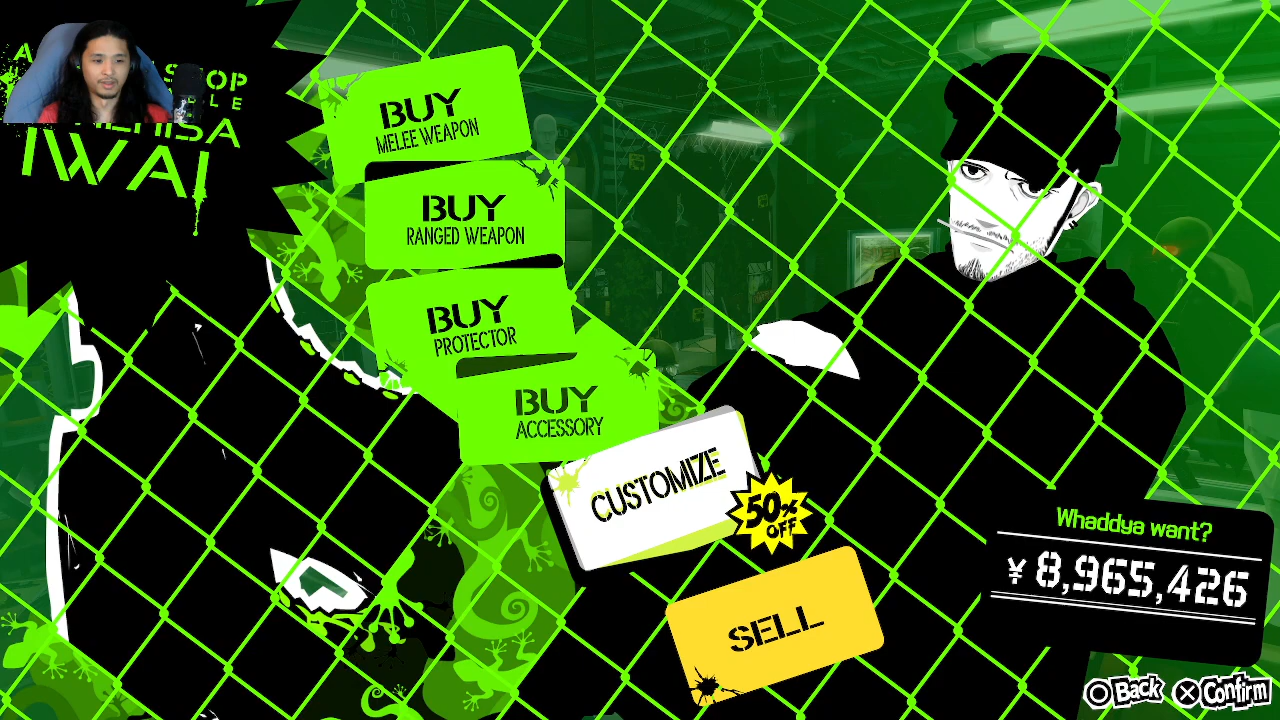 IWAI
BUY
MELEE WEAPON
BUY
RANGED WEAPON
BUY
PROTECTOR
BUY
ACCESSORY
CUSTOMIZE
50% OFF
SELL
Whaddya want?
¥ 8,965,426
Back
Confirm